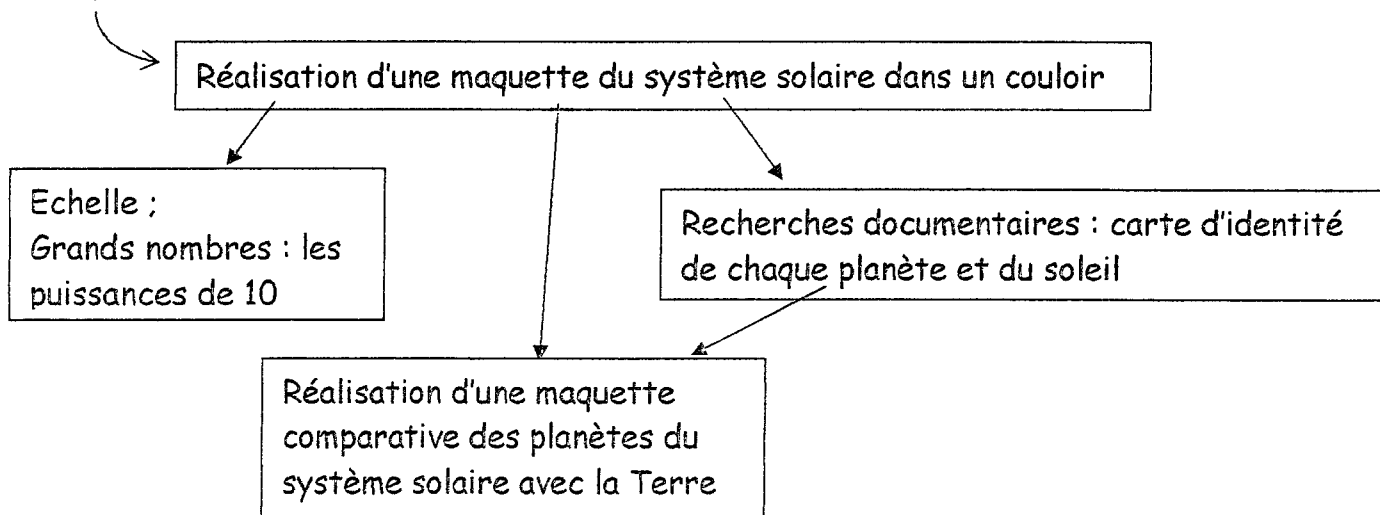 Réalisation d'une maquette du système solaire dans un couloir
Echelle ;
Grands nombres : les
puissances de 10
Recherches documentaires : carte d'identité
de chaque planète et du soleil
Réalisation d'une maquette
comparative des planètes du
système solaire avec la Terre